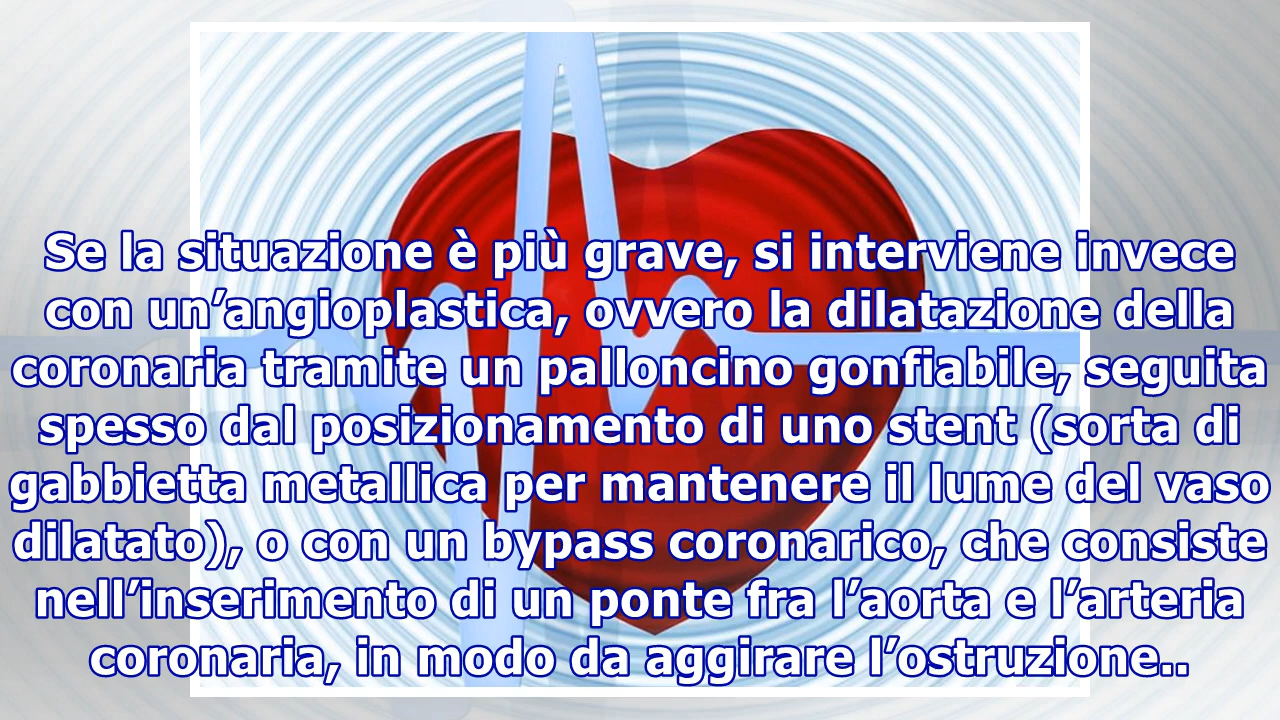 Se la situazione è più grave, si interviene invece
con un’angioplastica, ovvero la dilatazione della
coronaria tramite un palloncino gonfiabile, seguita
spesso dal posizionamento di uno stent (sorta di
gabbietta metallica per mantenere il lume del vaso
dilatato), o con un bypass coronarico, che consiste
nell’inserimento di un ponte fra l’aorta e l’arteria
coronaria, in modo da aggirare l’ostruzione..